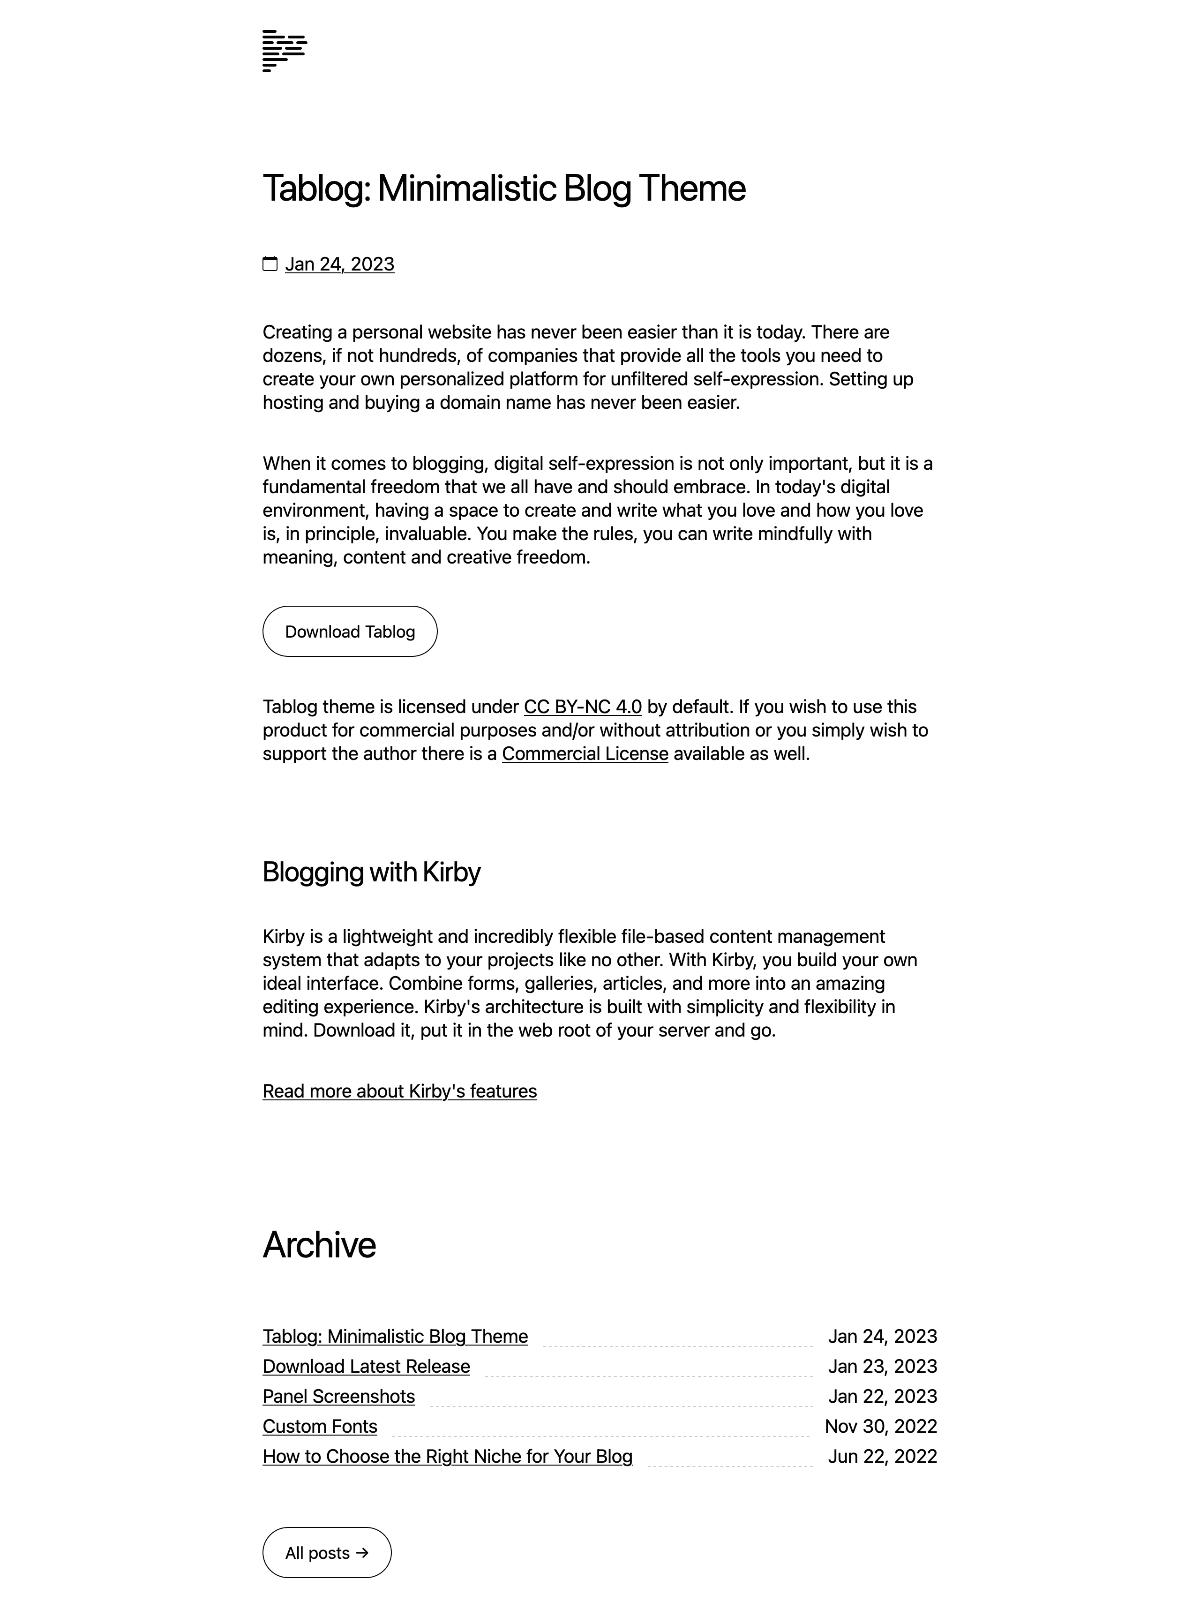 Tablog: Minimalistic Blog Theme
Jan 24, 2023
Creating a personal website has never been easier than it is today. There are
dozens, if not hundreds, of companies that provide all the tools you need to
create your own personalized platform for unfiltered self-expression. Setting up
hosting and buying a domain name has never been easier.
When it comes to blogging, digital self-expression is not only important, but it is a
fundamental freedom that we all have and should embrace. In today's digital
environment, having a space to create and write what you love and how you love
is, in principle, invaluable. You make the rules, you can write mindfully with
meaning, content and creative freedom.
Download Tablog
Tablog theme is licensed under CC BY-NC 4.0 by default. If you wish to use this
product for commercial purposes and/or without attribution or you simply wish to
support the author there is a Commercial License available as well.
Blogging with Kirby
Kirby is a lightweight and incredibly flexible file-based content management
system that adapts to your projects like no other. With Kirby, you build your own
ideal interface. Combine forms, galleries, articles, and more into an amazing
editing experience. Kirby's architecture is built with simplicity and flexibility in
mind. Download it, put it in the web root of your server and go.
Read more about Kirby's features
Archive
Tablog: Minimalistic Blog Theme Jan 24, 2023
Download Latest Release Jan 23, 2023
Panel Screenshots Jan 22, 2023
Custom Fonts Nov 30, 2022
How to Choose the Right Niche for Your Blog Jun 22, 2022
All posts →